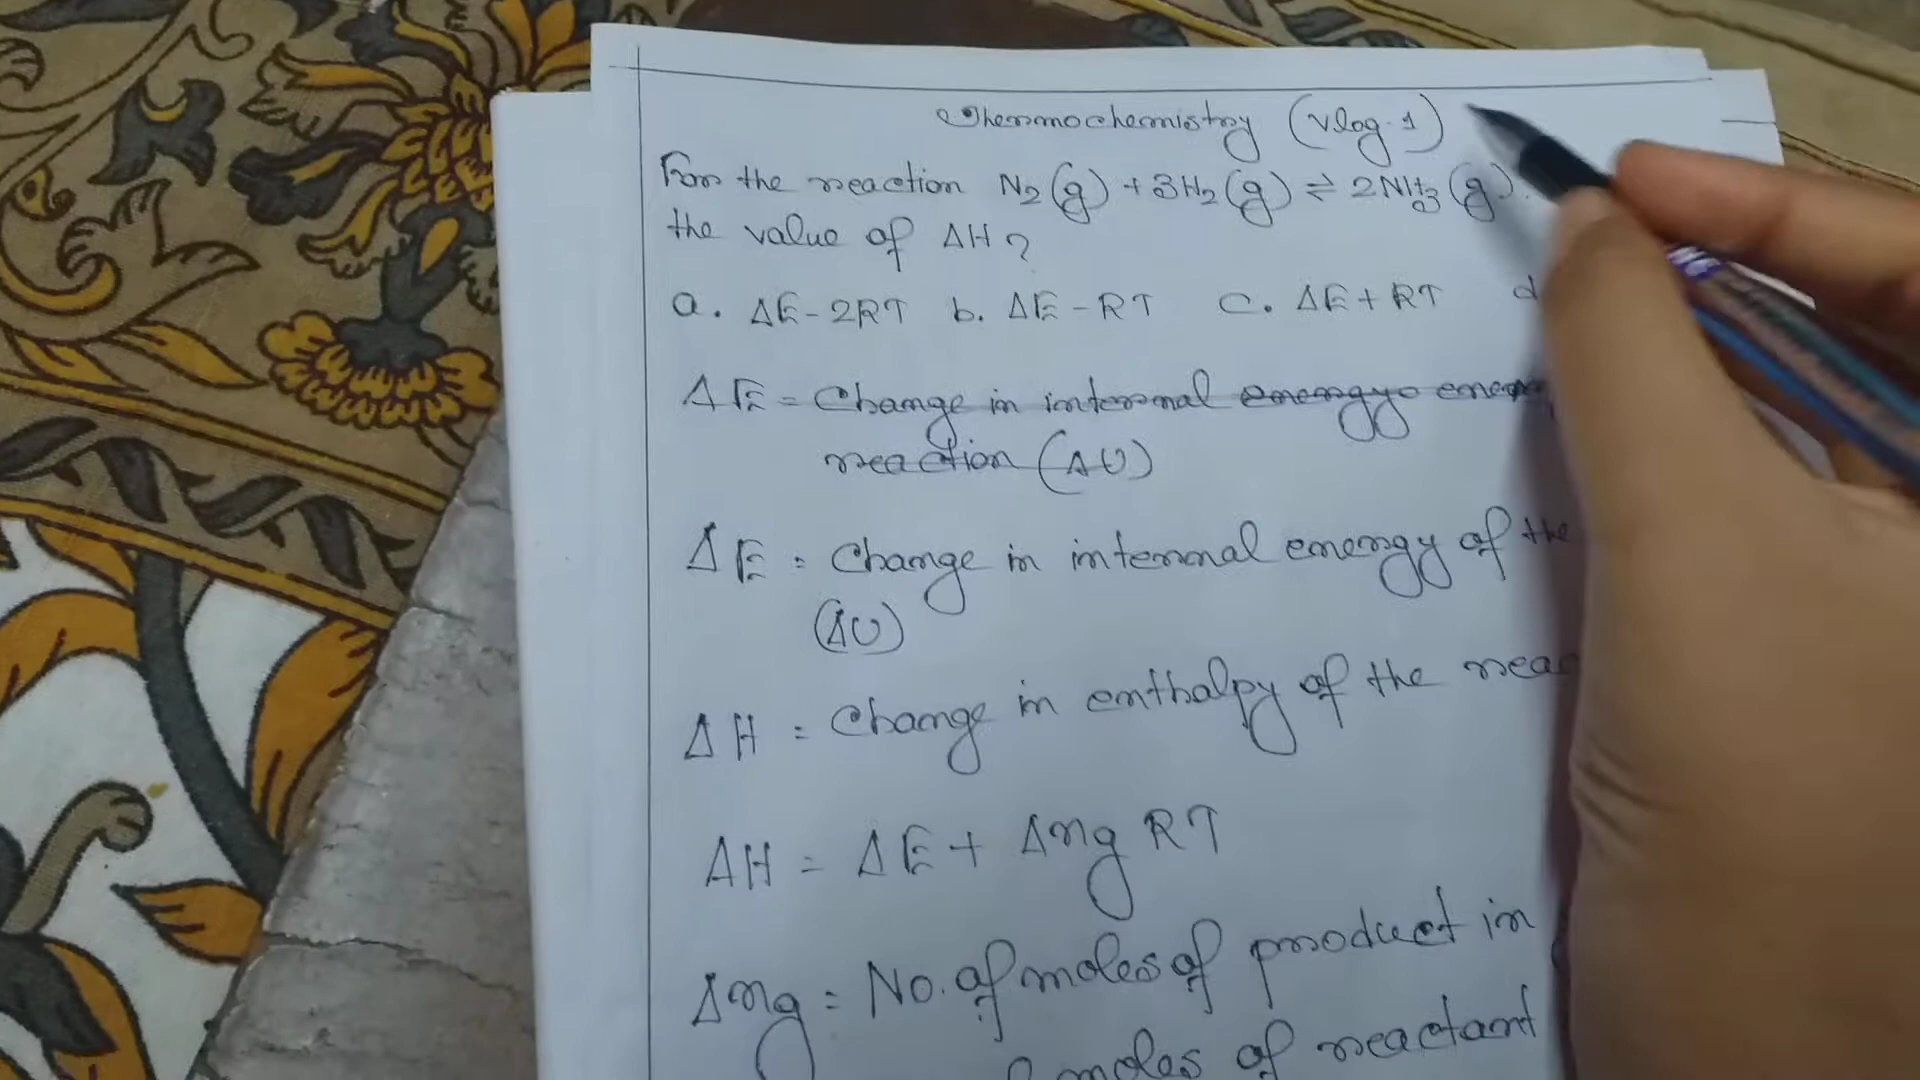 Thermochemistry (vlog-1)
For the reaction N₂(g) + 3H₂(g) ⇌ 2NH₃(g).
the value of ΔH?
a. ΔE-2RT b. ΔE-RT c. ΔE+RT d
ΔE = Change in internal energy
reaction (ΔU)
ΔE = Change in internal energy of the
(ΔU)
ΔH = Change in enthalpy of the
ΔH = ΔE + Δng RT
Δng = No. of moles of product in
moles of reactant